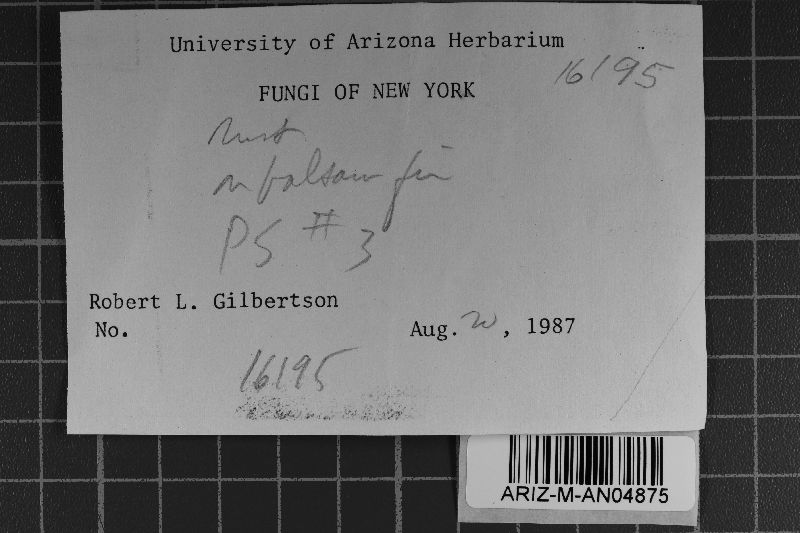 University of Arizona Herbarium
16195
FUNGI OF NEW YORK
Rust
on balsam fir
PS # 3
Robert L. Gilbertson
No.
Aug. 20, 1987
16195
ARIZ-M-AN04875